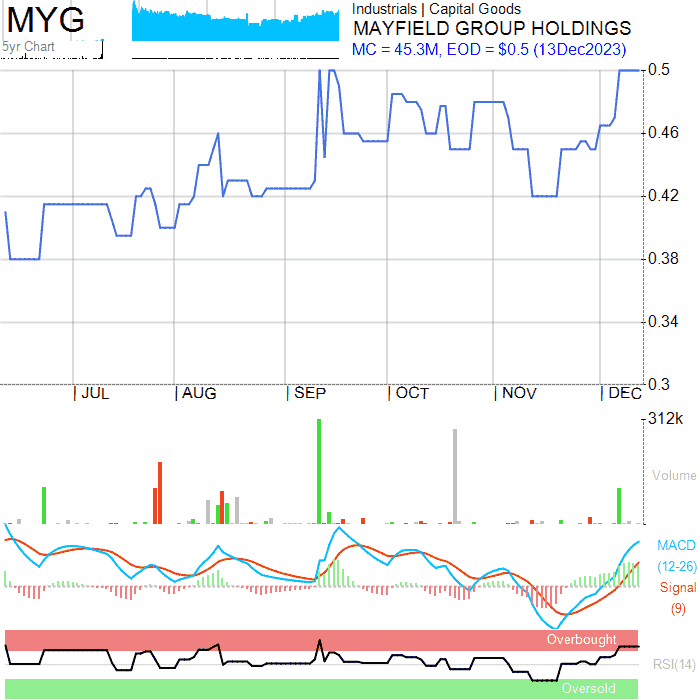 MYG
5yr Chart
Industrials | Capital Goods
MAYFIELD GROUP HOLDINGS
MC = 45.3M, EOD = $0.5 (13Dec2023)
0.5
0.46
0.42
0.38
0.34
0.3
| JUL | AUG | SEP | OCT | NOV | DEC
312k
Volume
MACD
(12-26)
Signal
(9)
Overbought
RSI(14)
Oversold